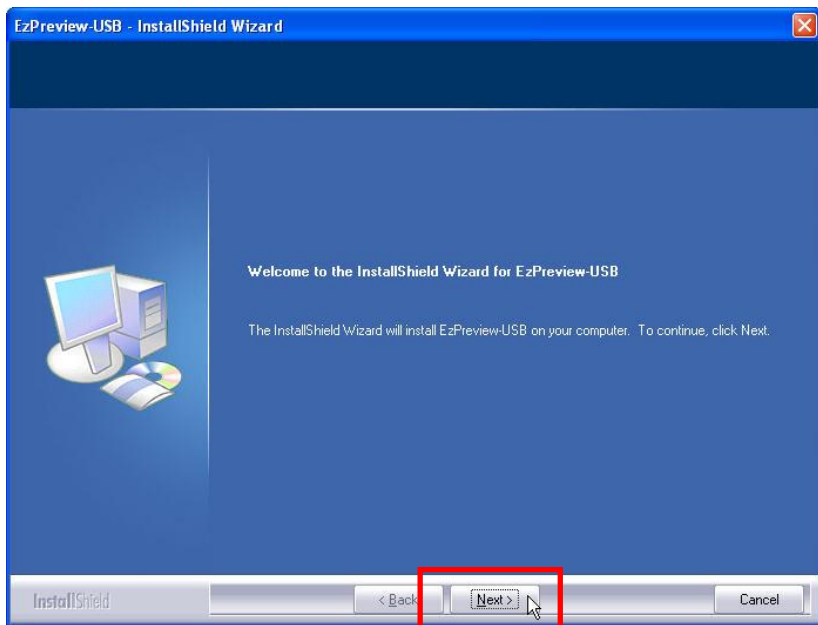 EzPreview-USB - InstallShield Wizard
Welcome to the InstallShield Wizard for EzPreview-USB
The InstallShield Wizard will install EzPreview-USB on your computer. To continue, click Next.
InstallShield
< Back
Next >
Cancel